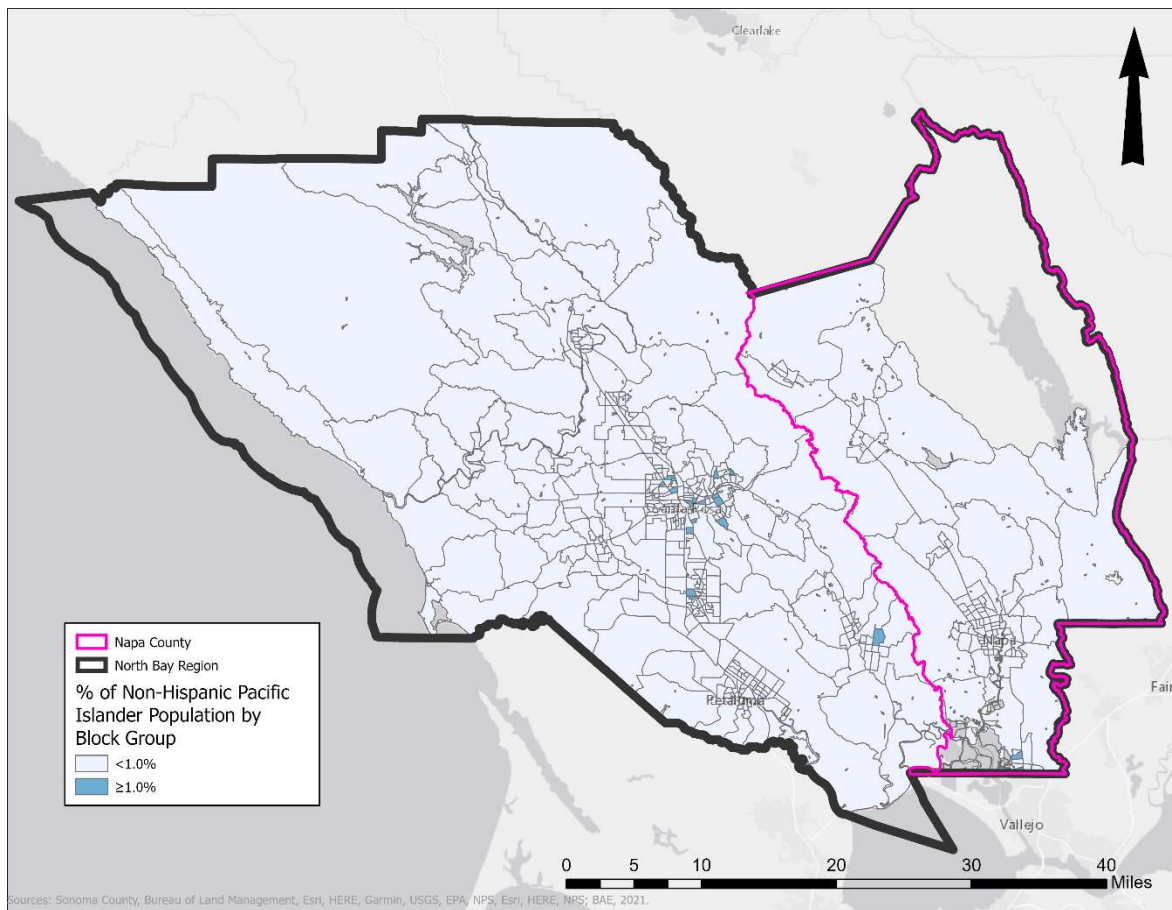 Clearlake
Santa Rosa
Napa
Petaluma
Fair
Vallejo
Napa County
North Bay Region
% of Non-Hispanic Pacific
Islander Population by
Block Group
<1.0%
≥1.0%
0 5 10 20 30 40
Miles
Sources: Sonoma County, Bureau of Land Management, Esri, HERE, Garmin, USGS, EPA, NPS, Esri, HERE, NPS; BAE, 2021.